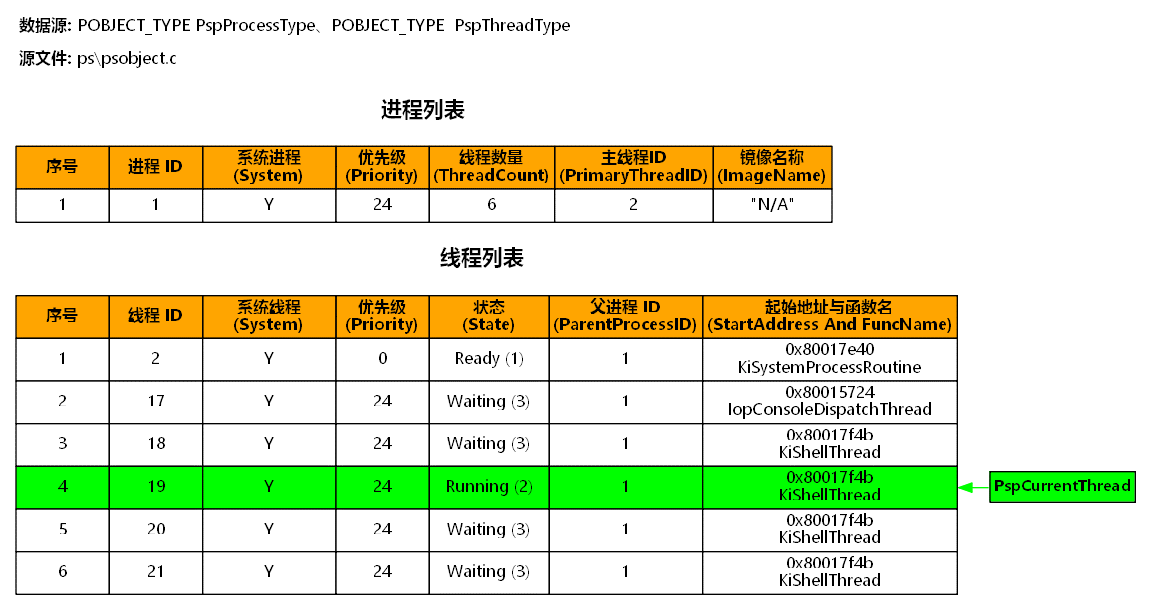 数据源: POBJECT_TYPE PspProcessType、POBJECT_TYPE  PspThreadType
源文件: ps\psobject.c
进程列表
序号 进程 ID 系统进程 (System) 优先级 (Priority) 线程数量 (ThreadCount) 主线程ID (PrimaryThreadID) 镜像名称 (ImageName)
1 1 Y 24 6 2 "N/A"
线程列表
序号 线程 ID 系统线程 (System) 优先级 (Priority) 状态 (State) 父进程 ID (ParentProcessID) 起始地址与函数名 (StartAddress And FuncName)
1 2 Y 0 Ready (1) 1 0x80017e40 KiSystemProcessRoutine
2 17 Y 24 Waiting (3) 1 0x80015724 IopConsoleDispatchThread
3 18 Y 24 Waiting (3) 1 0x80017f4b KiShellThread
4 19 Y 24 Running (2) 1 0x80017f4b KiShellThread PspCurrentThread
5 20 Y 24 Waiting (3) 1 0x80017f4b KiShellThread
6 21 Y 24 Waiting (3) 1 0x80017f4b KiShellThread